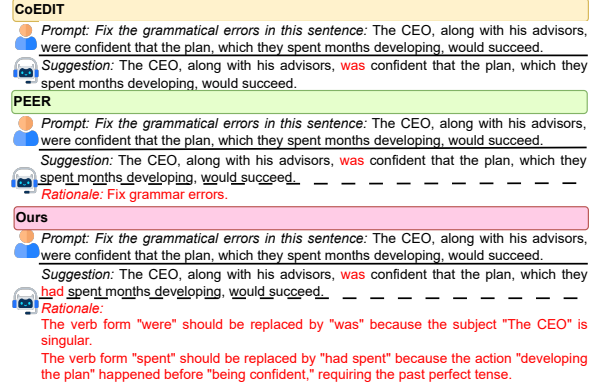 CoEDIT
Prompt: Fix the grammatical errors in this sentence: The CEO, along with his advisors,
were confident that the plan, which they spent months developing, would succeed.
Suggestion: The CEO, along with his advisors, was confident that the plan, which they
spent months developing, would succeed.
PEER
Prompt: Fix the grammatical errors in this sentence: The CEO, along with his advisors,
were confident that the plan, which they spent months developing, would succeed.
Suggestion: The CEO, along with his advisors, was confident that the plan, which they
spent months developing, would succeed.
Rationale: Fix grammar errors.
Ours
Prompt: Fix the grammatical errors in this sentence: The CEO, along with his advisors,
were confident that the plan, which they spent months developing, would succeed.
Suggestion: The CEO, along with his advisors, was confident that the plan, which they
had spent months developing, would succeed.
Rationale:
The verb form "were" should be replaced by "was" because the subject "The CEO" is
singular.
The verb form "spent" should be replaced by "had spent" because the action "developing
the plan" happened before "being confident," requiring the past perfect tense.